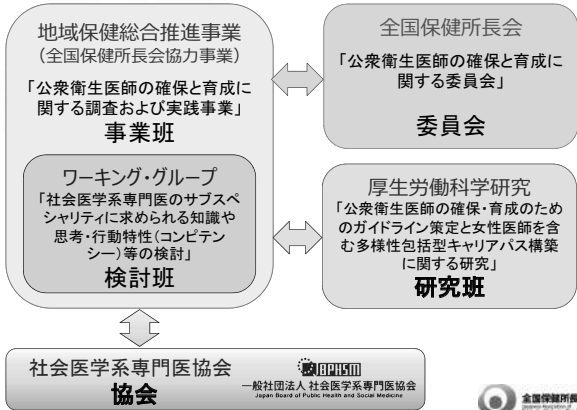 地域保健総合推進事業
（全国保健所長会協力事業）
「公衆衛生医師の確保と育成に
関する調査および実践事業」
事業班
ワーキング・グループ
「社会医学系専門医のサブスペ
シャリティに求められる知識や
思考・行動特性（コンピテン
シー）等の検討」
検討班
全国保健所長会
「公衆衛生医師の確保と育成に
関する委員会」
委員会
厚生労働科学研究
「公衆衛生医師の確保・育成のため
のガイドライン策定と女性医師を含
む多様性包括型キャリアパス構築
に関する研究」
研究班
社会医学系専門医協会
協会
JBPHSM
一般社団法人 社会医学系専門医協会
Japan Board of Public Health and Social Medicine
全国保健所長